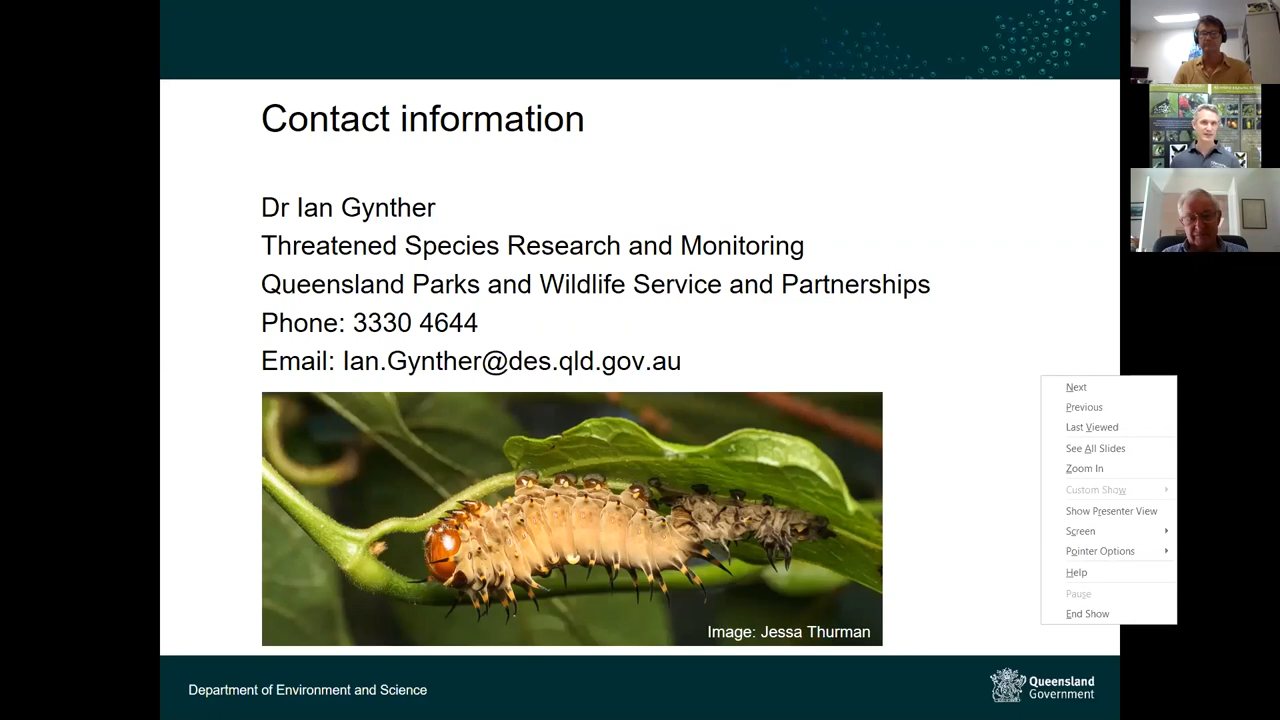 Contact information
Dr Ian Gynther
Threatened Species Research and Monitoring
Queensland Parks and Wildlife Service and Partnerships
Phone: 3330 4644
Email: Ian.Gynther@des.qld.gov.au
Image: Jessa Thurman
Next
Previous
Last Viewed
See All Slides
Zoom In
Custom Show
Show Presenter View
Screen
Pointer Options
Help
Pause
End Show
Department of Environment and Science
Queensland
Government